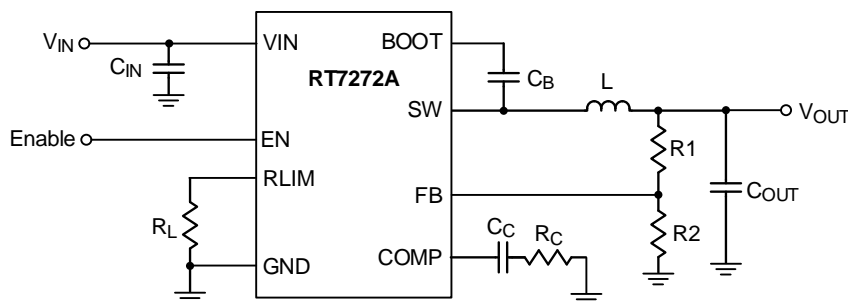 VIN
CIN
Enable
RL
VIN
EN
RLIM
GND
RT7272A
BOOT
SW
FB
COMP
CB
L
VOUT
R1
R2
COUT
CC
RC